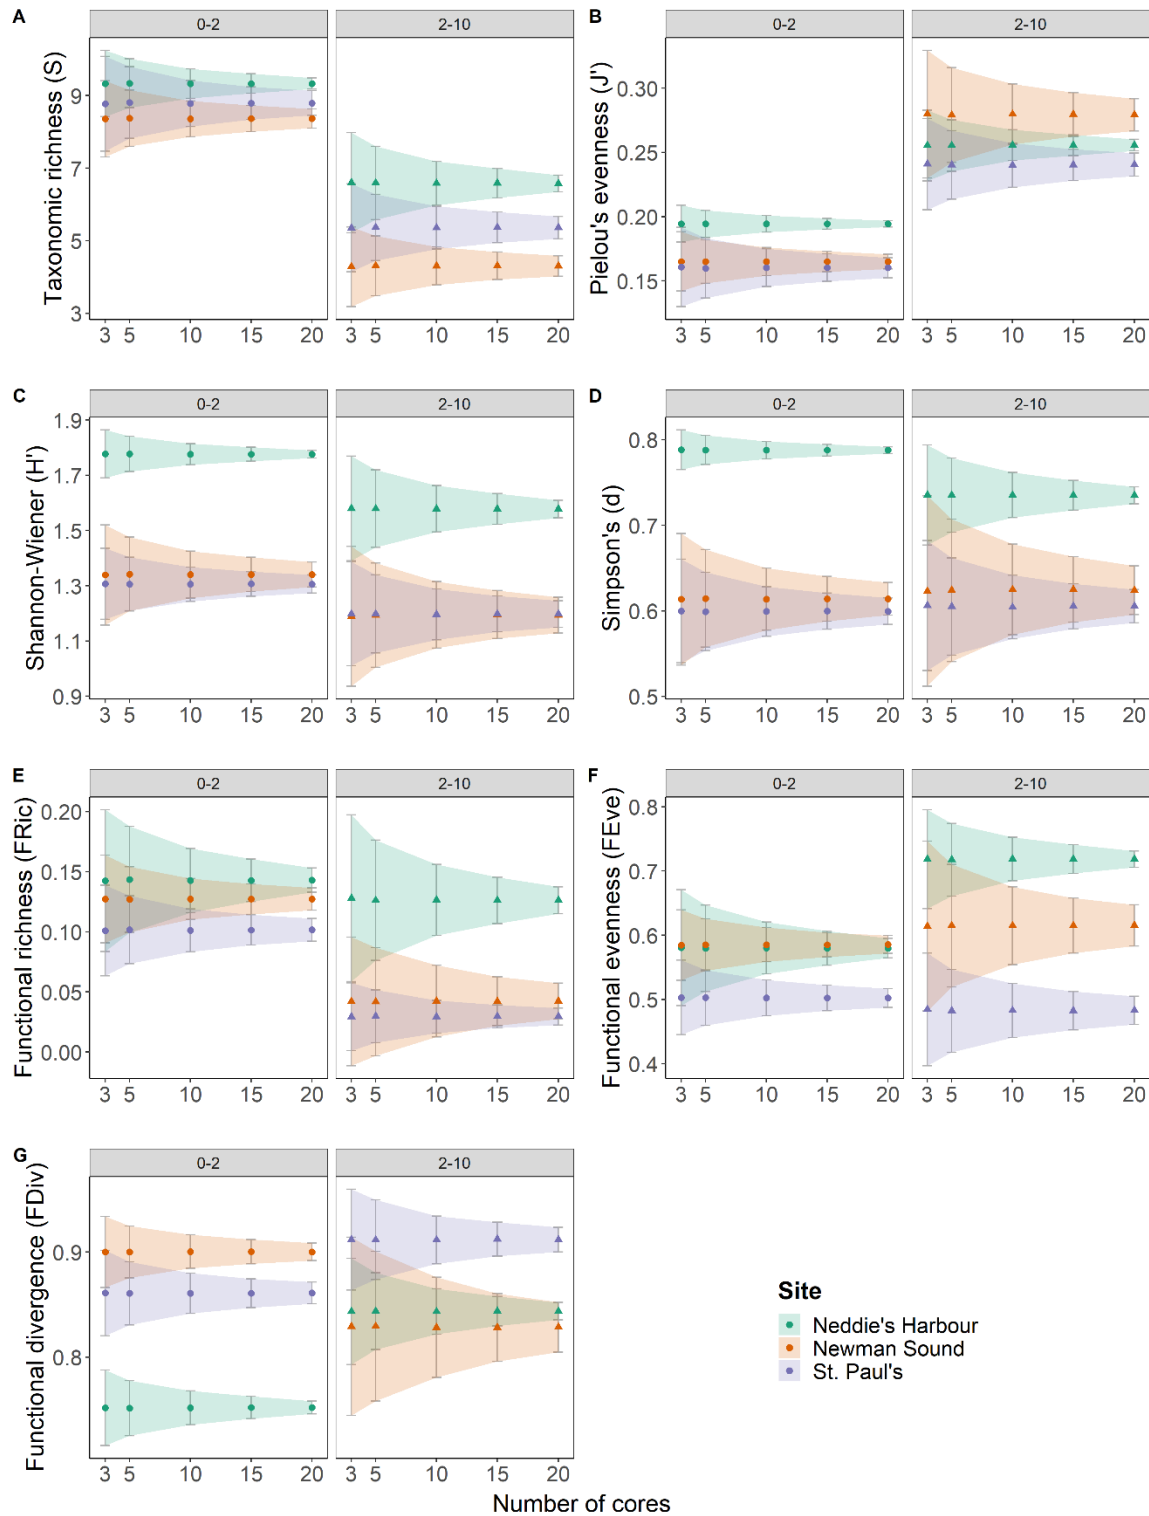 A
0-2
2-10
Taxonomic richness (S)
9
7
5
3
3 5 10 15 20
3 5 10 15 20
B
0-2
2-10
Pielou's evenness (J')
0.30
0.25
0.20
0.15
3 5 10 15 20
3 5 10 15 20
C
0-2
2-10
Shannon-Wiener (H')
1.9
1.7
1.5
1.3
1.1
0.9
3 5 10 15 20
3 5 10 15 20
D
0-2
2-10
Simpson's (d)
0.8
0.7
0.6
0.5
3 5 10 15 20
3 5 10 15 20
E
0-2
2-10
Functional richness (FRic)
0.20
0.15
0.10
0.05
0.00
3 5 10 15 20
3 5 10 15 20
F
0-2
2-10
Functional evenness (FEve)
0.8
0.7
0.6
0.5
0.4
3 5 10 15 20
3 5 10 15 20
G
0-2
2-10
Functional divergence (FDiv)
0.9
0.8
3 5 10 15 20
3 5 10 15 20
Number of cores
Site
Neddie's Harbour
Newman Sound
St. Paul's